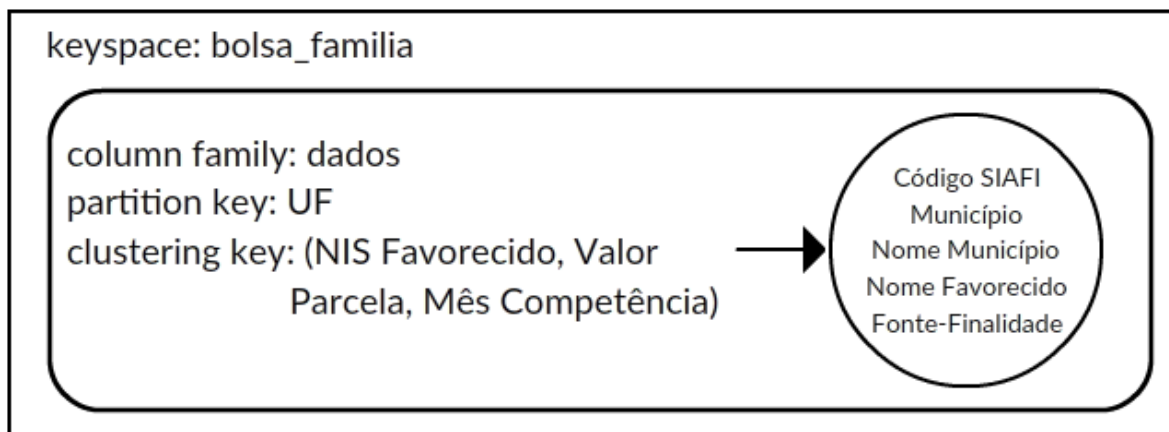 keyspace: bolsa_familia
column family: dados
partition key: UF
clustering key: (NIS Favorecido, Valor
Parcela, Mês Competência)
Código SIAFI
Município
Nome Município
Nome Favorecido
Fonte-Finalidade